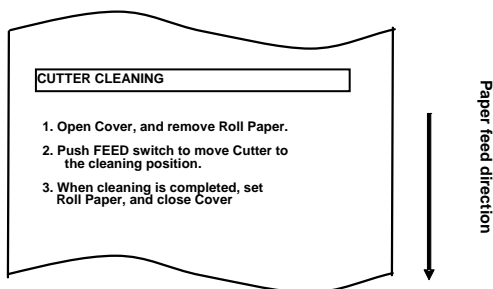 CUTTER CLEANING
1. Open Cover, and remove Roll Paper.
2. Push FEED switch to move Cutter to
the cleaning position.
3. When cleaning is completed, set
Roll Paper, and close Cover
Paper feed direction